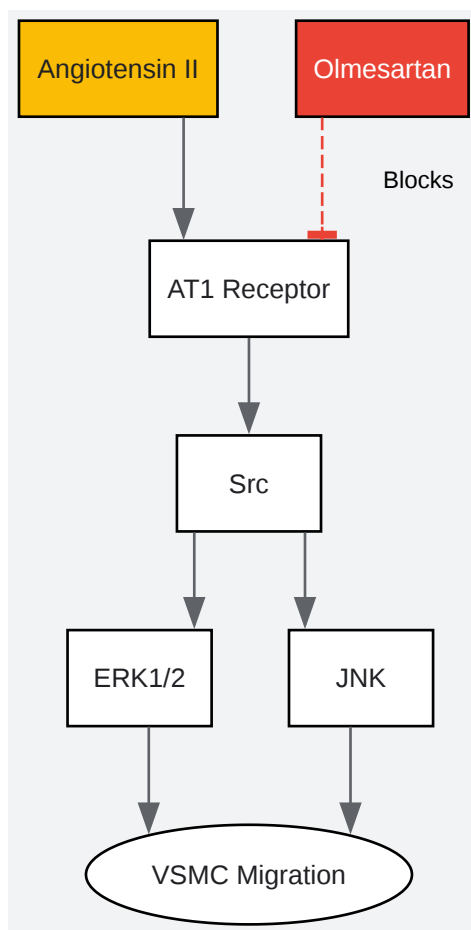 Angiotensin II
Olmesartan
Blocks
AT1 Receptor
Src
ERK1/2
JNK
VSMC Migration